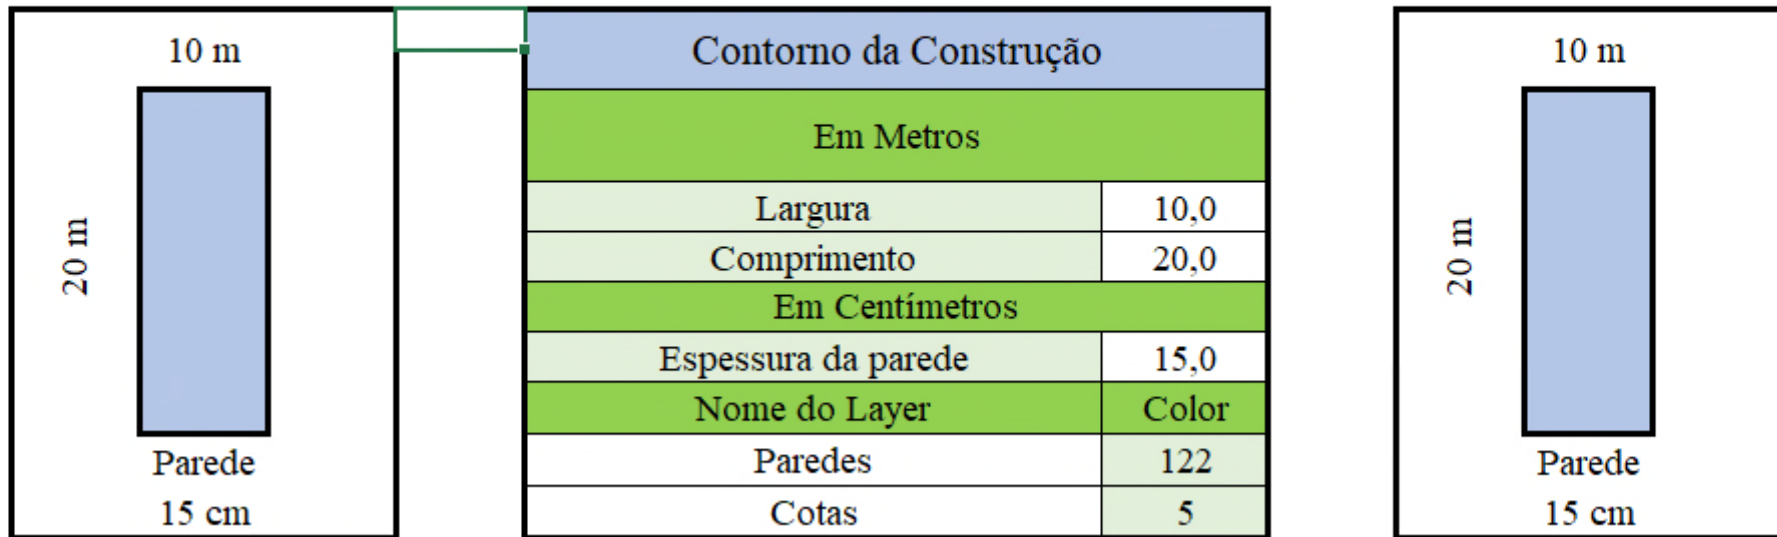 10 m
20 m
Parede
15 cm
Contorno da Construção
Em Metros
Largura 10,0
Comprimento 20,0
Em Centímetros
Espessura da parede 15,0
Nome do Layer Color
Paredes 122
Cotas 5
10 m
20 m
Parede
15 cm